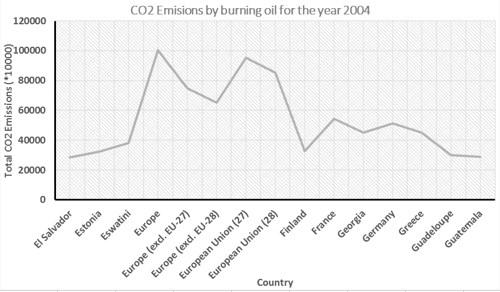 CO2 Emisions by burning oil for the year 2004
Total CO2 Emissions (*10000)
120000
100000
80000
60000
40000
20000
0
El Salvador
Estonia
Eswatini
Europe
Europe (excl. EU-27)
Europe (excl. EU-28)
European Union (27)
European Union (28)
Finland
France
Georgia
Germany
Greece
Guadeloupe
Guatemala
Country